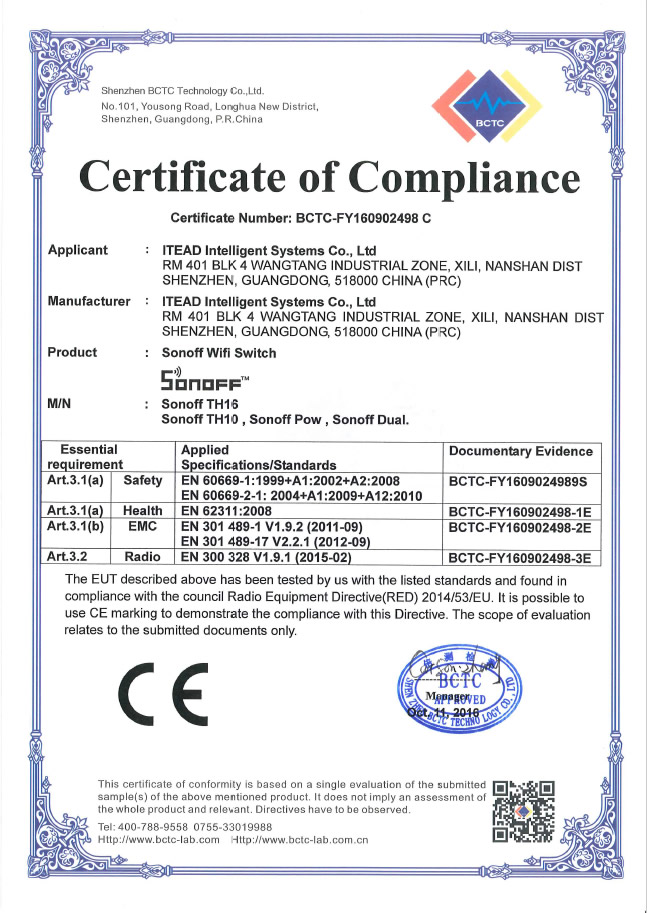 Shenzhen BCTC Technology Co.,Ltd.
No.101, Yousong Road, Longhua New District,
Shenzhen, Guangdong, P.R.China
BCTC
Certificate of Compliance
Certificate Number: BCTC-FY160902498 C
Applicant : ITEAD Intelligent Systems Co., Ltd
RM 401 BLK 4 WANGTANG INDUSTRIAL ZONE, XILI, NANSHAN DIST
SHENZHEN, GUANGDONG, 518000 CHINA (PRC)
Manufacturer : ITEAD Intelligent Systems Co., Ltd
RM 401 BLK 4 WANGTANG INDUSTRIAL ZONE, XILI, NANSHAN DIST
SHENZHEN, GUANGDONG, 518000 CHINA (PRC)
Product : Sonoff Wifi Switch
SONOFF™
M/N : Sonoff TH16
Sonoff TH10 , Sonoff Pow , Sonoff Dual.
Essential requirement Applied Specifications/Standards Documentary Evidence
Art.3.1(a) Safety EN 60669-1:1999+A1:2002+A2:2008 BCTC-FY1609024989S
EN 60669-2-1: 2004+A1:2009+A12:2010
Art.3.1(a) Health EN 62311:2008 BCTC-FY160902498-1E
Art.3.1(b) EMC EN 301 489-1 V1.9.2 (2011-09) BCTC-FY160902498-2E
EN 301 489-17 V2.2.1 (2012-09)
Art.3.2 Radio EN 300 328 V1.9.1 (2015-02) BCTC-FY160902498-3E
The EUT described above has been tested by us with the listed standards and found in
compliance with the council Radio Equipment Directive(RED) 2014/53/EU. It is possible to
use CE marking to demonstrate the compliance with this Directive. The scope of evaluation
relates to the submitted documents only.
CE
BCTC
Manager
APPROVED
Oct. 11, 2016
This certificate of conformity is based on a single evaluation of the submitted
sample(s) of the above mentioned product. It does not imply an assessment of
the whole product and relevant. Directives have to be observed.
Tel: 400-788-9558 0755-33019988
Http://www.bctc-lab.com Http://www.bctc-lab.com.cn